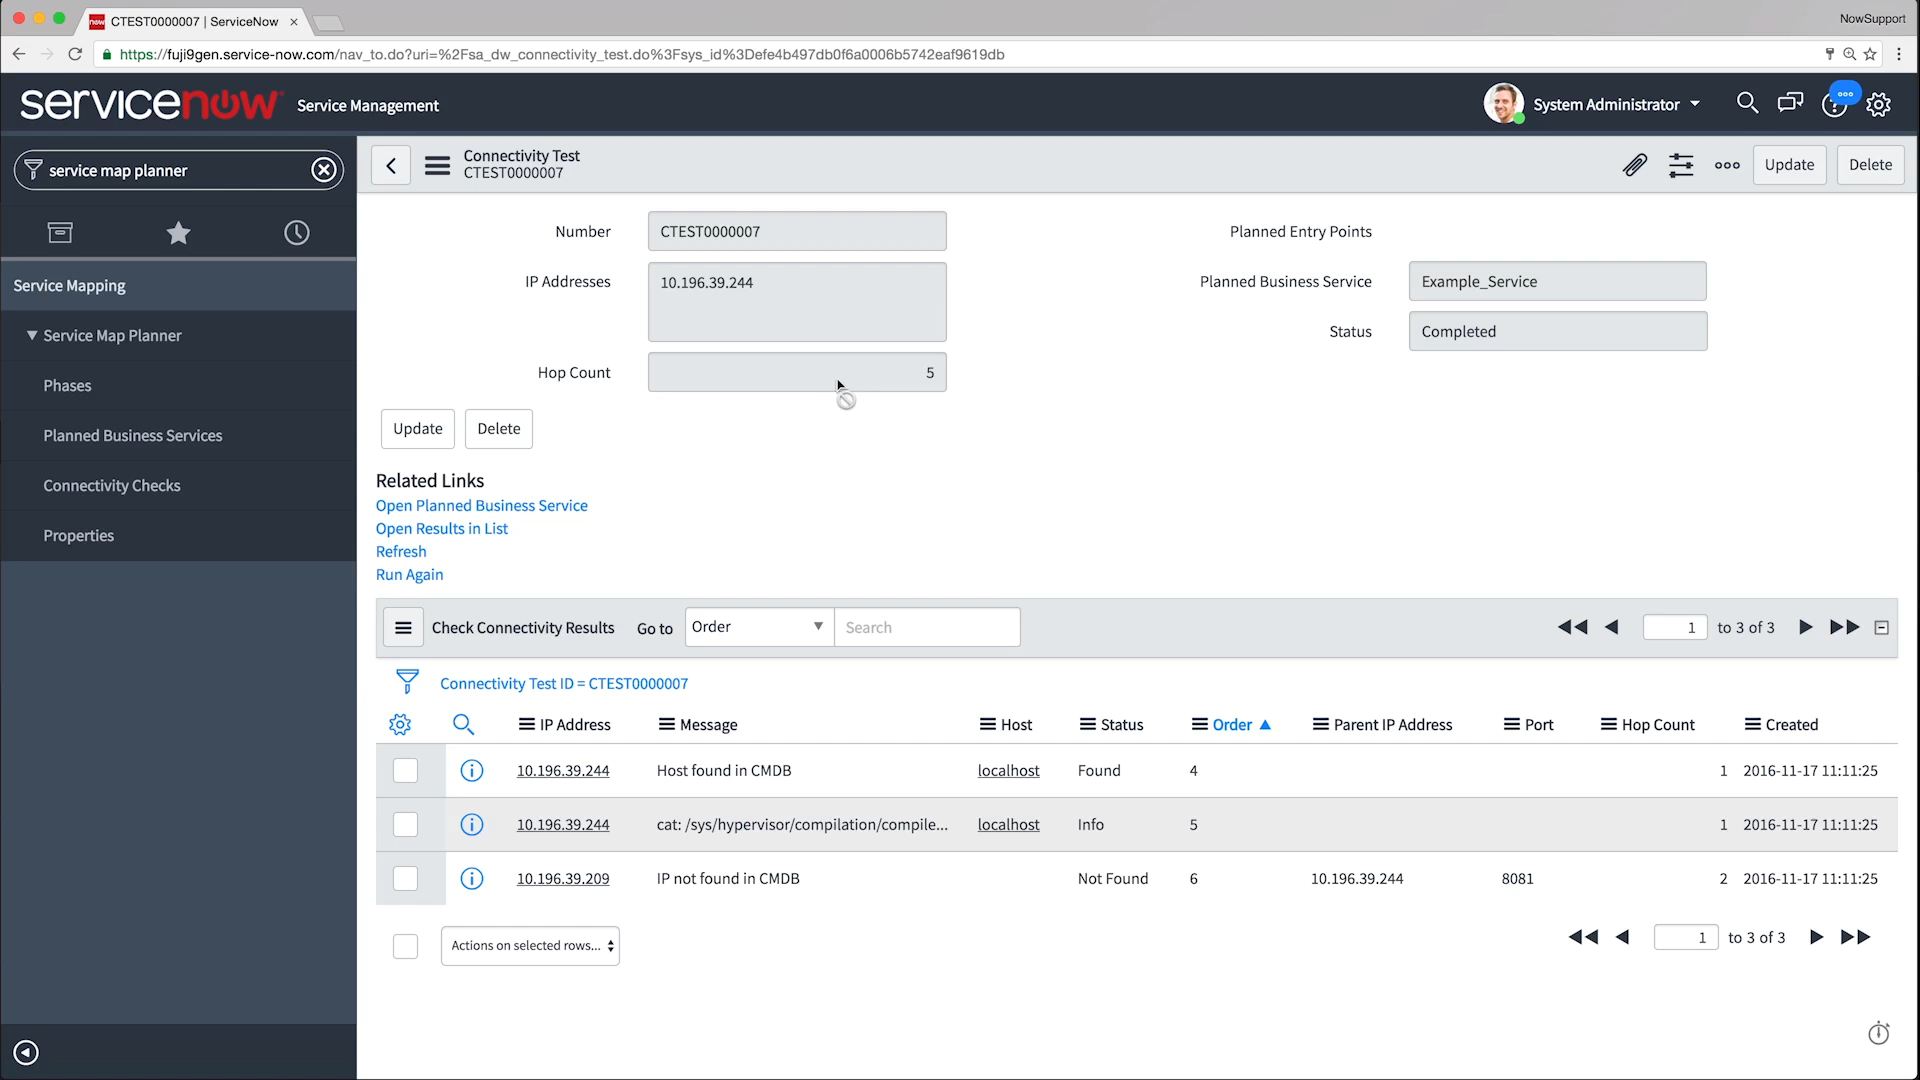 CTEST0000007 | ServiceNow
NowSupport
https://fuji9gen.service-now.com/nav_to.do?uri=%2Fsa_dw_connectivity_test.do%3Fsys_id%3Defe4b497db0f6a0006b5742eaf9619db
servicenow Service Management
System Administrator
service map planner
Connectivity Test
CTEST0000007
Update Delete
Service Mapping
Service Map Planner
Phases
Planned Business Services
Connectivity Checks
Properties
Number CTEST0000007
IP Addresses 10.196.39.244
Hop Count 5
Planned Entry Points
Planned Business Service Example_Service
Status Completed
Update Delete
Related Links
Open Planned Business Service
Open Results in List
Refresh
Run Again
Check Connectivity Results Go to Order Search 1 to 3 of 3
Connectivity Test ID = CTEST0000007
IP Address Message Host Status Order Parent IP Address Port Hop Count Created
10.196.39.244 Host found in CMDB localhost Found 4 1 2016-11-17 11:11:25
10.196.39.244 cat: /sys/hypervisor/compilation/compile... localhost Info 5 1 2016-11-17 11:11:25
10.196.39.209 IP not found in CMDB Not Found 6 10.196.39.244 8081 2 2016-11-17 11:11:25
Actions on selected rows... 1 to 3 of 3